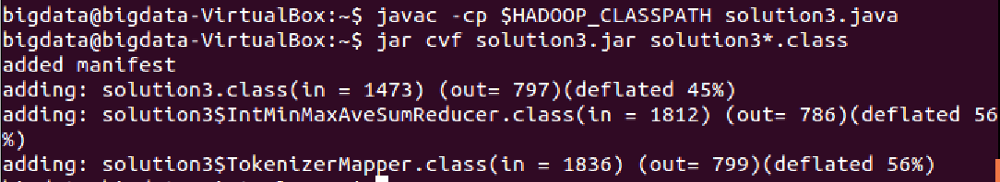 bigdata@bigdata-VirtualBox:~$ javac -cp $HADOOP_CLASSPATH solution3.java
bigdata@bigdata-VirtualBox:~$ jar cvf solution3.jar solution3*.class
added manifest
adding: solution3.class(in = 1473) (out= 797)(deflated 45%)
adding: solution3$IntMinMaxAveSumReducer.class(in = 1812) (out= 786)(deflated 56
%)
adding: solution3$TokenizerMapper.class(in = 1836) (out= 799)(deflated 56%)